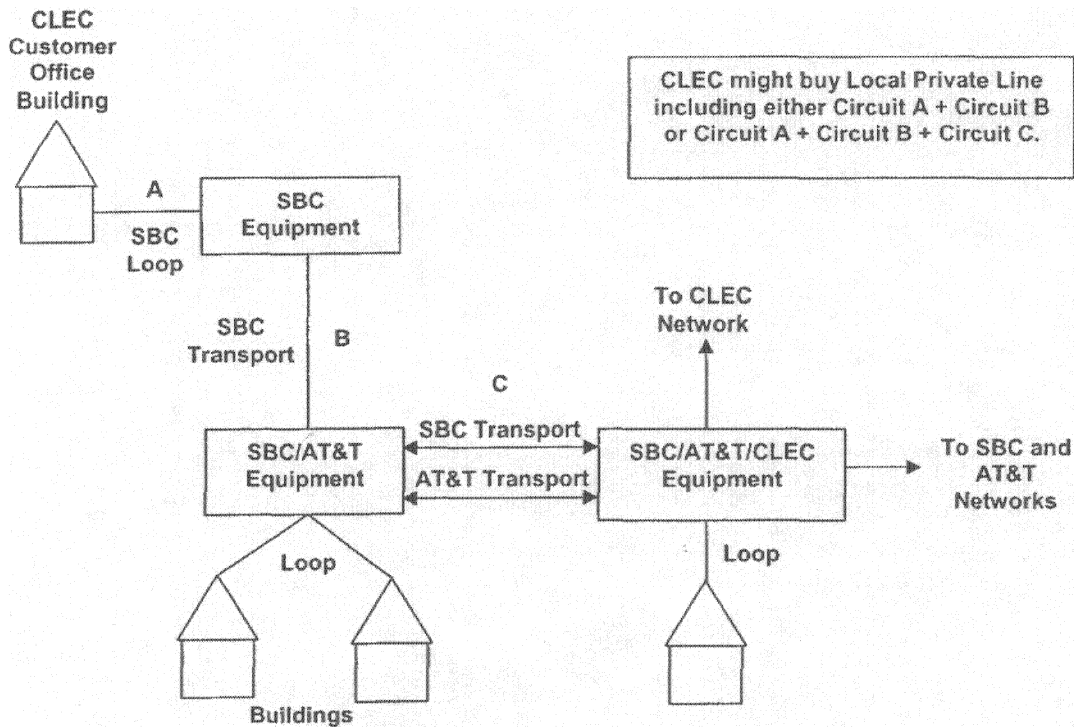 CLEC
Customer
Office
Building
CLEC might buy Local Private Line
including either Circuit A + Circuit B
or Circuit A + Circuit B + Circuit C.
A
SBC
Equipment
SBC
Loop
To CLEC
Network
SBC
Transport
B
C
SBC/AT&T
Equipment
SBC Transport
AT&T Transport
SBC/AT&T/CLEC
Equipment
To SBC and
AT&T
Networks
Loop
Loop
Buildings